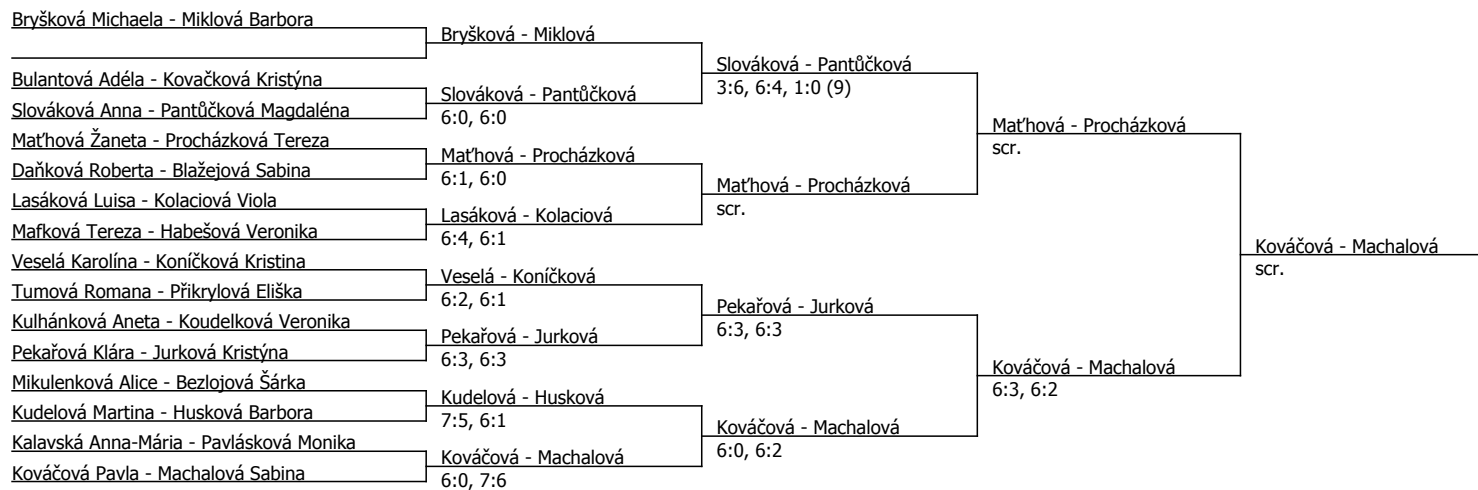 Bryšková Michaela - Miklová Barbora
Bulantová Adéla - Kovačková Kristýna
Slováková Anna - Pantůčková Magdaléna
Maťhová Žaneta - Procházková Tereza
Daňková Roberta - Blažejová Sabina
Lasáková Luisa - Kolaciová Viola
Mafková Tereza - Habešová Veronika
Veselá Karolína - Koníčková Kristina
Tumová Romana - Přikrylová Eliška
Kulhánková Aneta - Koudelková Veronika
Pekařová Klára - Jurková Kristýna
Mikulenková Alice - Bezlojová Šárka
Kudelová Martina - Husková Barbora
Kalavská Anna-Mária - Pavlásková Monika
Kováčová Pavla - Machalová Sabina
Bryšková - Miklová
Slováková - Pantůčková
6:0, 6:0
Maťhová - Procházková
6:1, 6:0
Lasáková - Kolaciová
6:4, 6:1
Veselá - Koníčková
6:2, 6:1
Pekařová - Jurková
6:3, 6:3
Kudelová - Husková
7:5, 6:1
Kováčová - Machalová
6:0, 7:6
Slováková - Pantůčková
3:6, 6:4, 1:0 (9)
Maťhová - Procházková
scr.
Pekařová - Jurková
6:3, 6:3
Kováčová - Machalová
6:0, 6:2
Maťhová - Procházková
scr.
Kováčová - Machalová
6:3, 6:2
Kováčová - Machalová
scr.